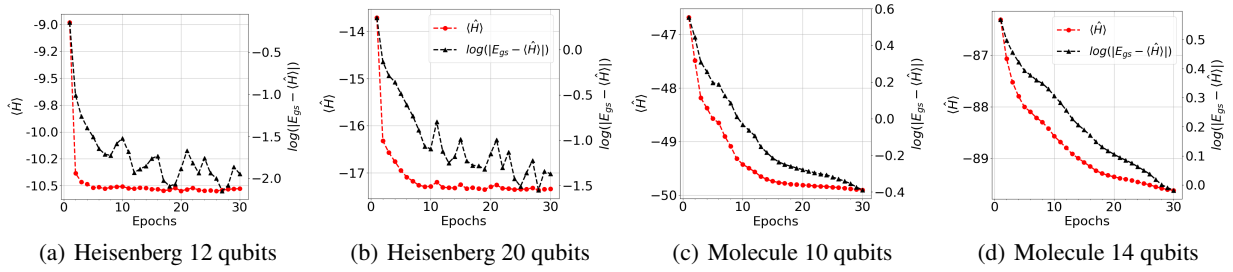 -9.0
-9.2
-9.5
-9.8
-10.0
-10.2
-10.5
⟨Ĥ⟩
−0.5
−1.0
−1.5
−2.0
log(|E_gs − ⟨Ĥ⟩|)
0 10 20 30
Epochs
(a) Heisenberg 12 qubits
−14
−15
−16
−17
⟨Ĥ⟩
⟨Ĥ⟩
log(|E_gs − ⟨Ĥ⟩|)
0.0
−0.5
−1.0
−1.5
log(|E_gs − ⟨Ĥ⟩|)
0 10 20 30
Epochs
(b) Heisenberg 20 qubits
−47
−48
−49
−50
⟨Ĥ⟩
0.6
0.4
0.2
0.0
−0.2
−0.4
log(|E_gs − ⟨Ĥ⟩|)
0 10 20 30
Epochs
(c) Molecule 10 qubits
−87
−88
−89
⟨Ĥ⟩
⟨Ĥ⟩
log(|E_gs − ⟨Ĥ⟩|)
0.5
0.4
0.3
0.2
0.1
0.0
log(|E_gs − ⟨Ĥ⟩|)
0 10 20 30
Epochs
(d) Molecule 14 qubits